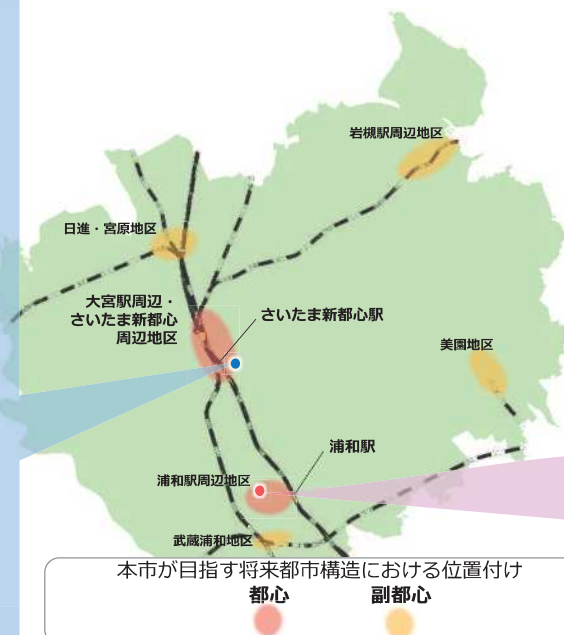 岩槻駅周辺地区
日進・宮原地区
大宮駅周辺・
さいたま新都心
周辺地区
さいたま新都心駅
美園地区
浦和駅
浦和駅周辺地区
武蔵浦和地区
本市が目指す将来都市構造における位置付け
都心
副都心